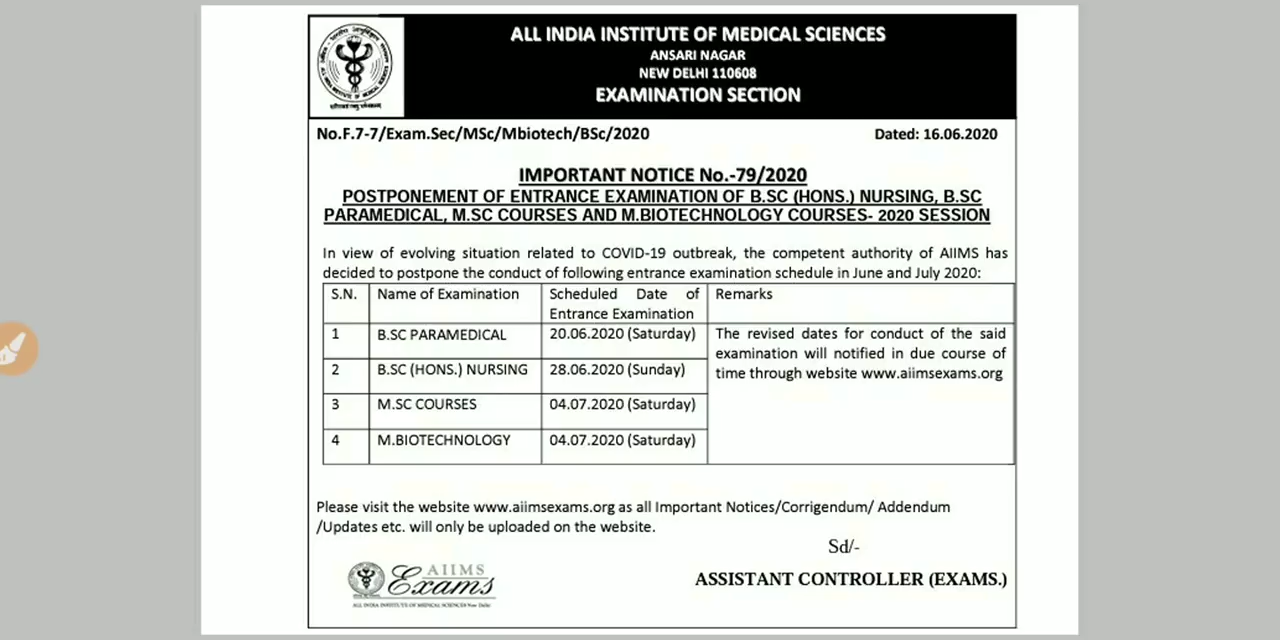 ALL INDIA INSTITUTE OF MEDICAL SCIENCES
ANSARI NAGAR
NEW DELHI 110608
EXAMINATION SECTION
No.F.7-7/Exam.Sec/MSc/Mbiotech/BSc/2020 Dated: 16.06.2020
IMPORTANT NOTICE No.-79/2020
POSTPONEMENT OF ENTRANCE EXAMINATION OF B.SC (HONS.) NURSING, B.SC
PARAMEDICAL, M.SC COURSES AND M.BIOTECHNOLOGY COURSES- 2020 SESSION
In view of evolving situation related to COVID-19 outbreak, the competent authority of AIIMS has
decided to postpone the conduct of following entrance examination schedule in June and July 2020:
S.N. Name of Examination Scheduled Date of Remarks
Entrance Examination
1 B.SC PARAMEDICAL 20.06.2020 (Saturday) The revised dates for conduct of the said
examination will notified in due course of
2 B.SC (HONS.) NURSING 28.06.2020 (Sunday) time through website www.aiimsexams.org
3 M.SC COURSES 04.07.2020 (Saturday)
4 M.BIOTECHNOLOGY 04.07.2020 (Saturday)
Please visit the website www.aiimsexams.org as all Important Notices/Corrigendum/ Addendum
/Updates etc. will only be uploaded on the website.
Sd/-
ASSISTANT CONTROLLER (EXAMS.)
AIIMS
Exams
ALL INDIA INSTITUTE OF MEDICAL SCIENCES New Delhi